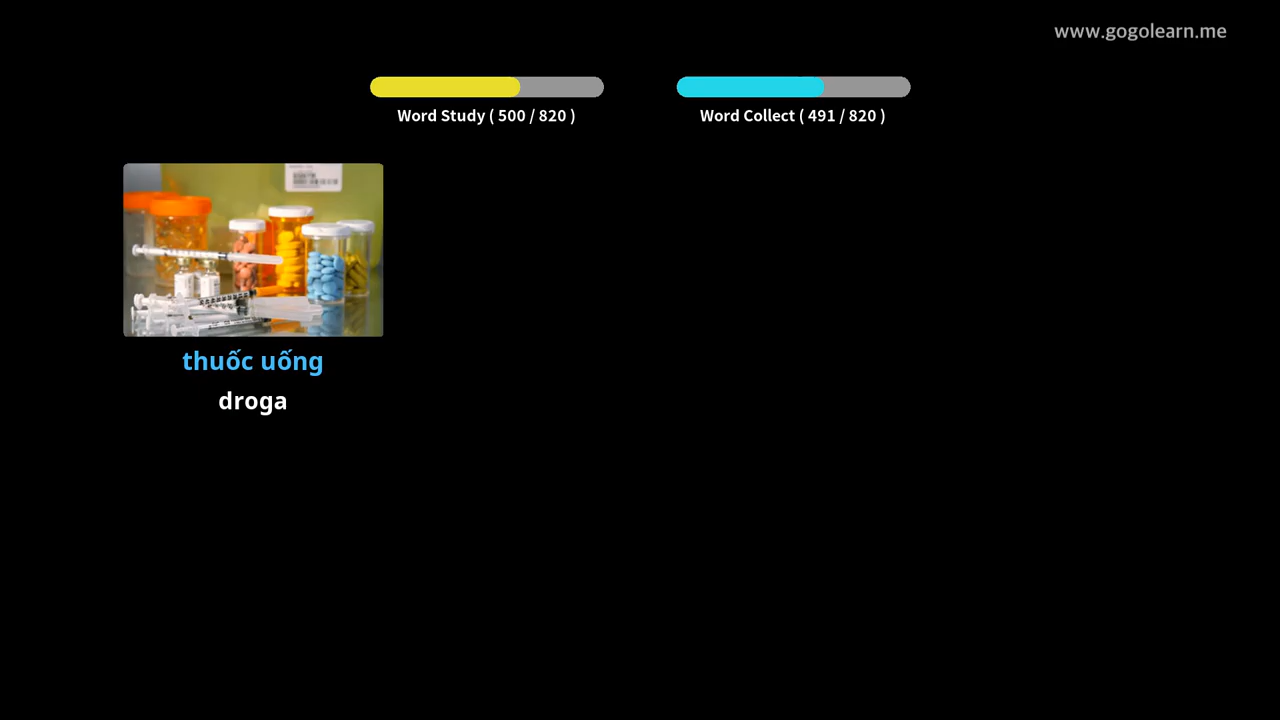 www.gogolearn.me
Word Study ( 500 / 820 )
Word Collect ( 491 / 820 )
thuốc uống
droga